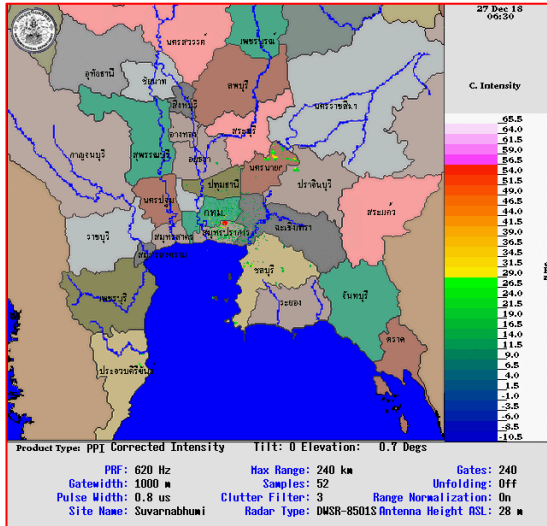 27 Dec 18
06:30
C. Intensity
65.5
64.0
61.5
59.0
56.5
54.0
51.5
49.0
46.5
44.0
41.5
39.0
36.5
34.0
31.5
29.0
26.5
24.0
21.5
19.0
16.5
14.0
11.5
9.0
6.5
4.0
1.5
-1.0
-3.5
-6.0
-8.5
-10.5
นครสวรรค์
เพชรบูรณ์
อุทัยธานี
ชัยนาท
ลพบุรี
สิงห์บุรี
นครราชสีมา
อ่างทอง
สระบุรี
กาญจนบุรี
สุพรรณบุรี
อยุธยา
นครนายก
ปทุมธานี
ปราจีนบุรี
นครปฐม
กทม.
สระแก้ว
ราชบุรี
สมุทรสาคร
สมุทรปราการ
ฉะเชิงเทรา
สมุทรสงคราม
ชลบุรี
เพชรบุรี
ระยอง
จันทบุรี
ตราด
ประจวบคีรีขันธ์
Product Type: PPI Corrected Intensity Tilt: 0 Elevation: 0.7 Degs
PRF: 620 Hz Max Range: 240 km Gates: 240
Gatewidth: 1000 m Samples: 52 Unfolding: Off
Pulse Width: 0.8 us Clutter Filter: 3 Range Normalization: On
Site Name: Suvarnabhumi Radar Type: DWSR-8501S Antenna Height ASL: 28 m